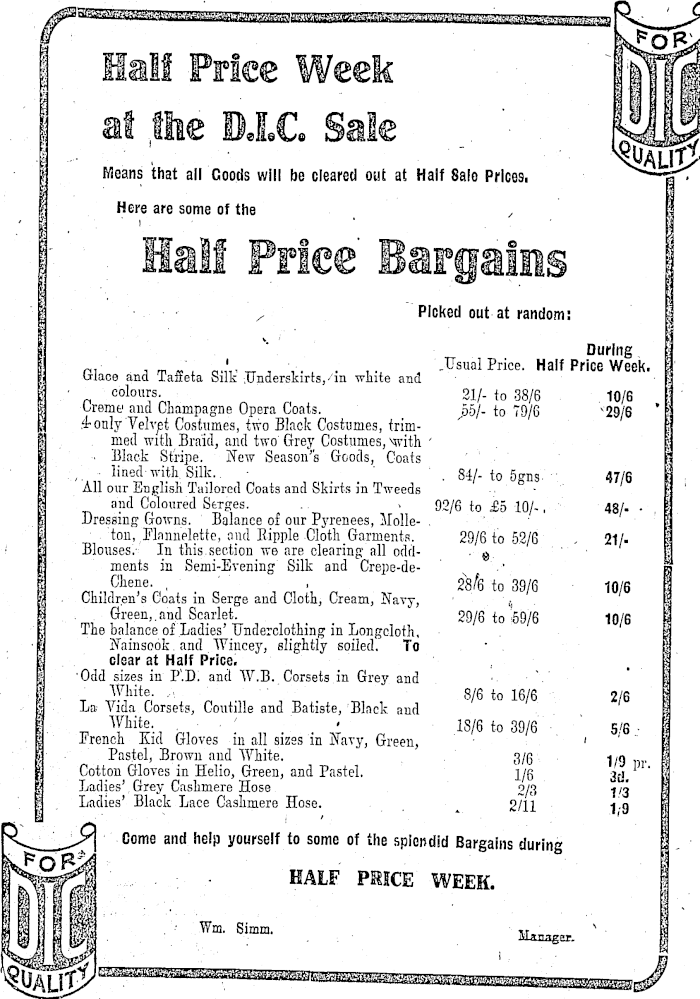 FOR
DIC
QUALITY
Half Price Week
at the D.I.C. Sale
Means that all Goods will be cleared out at Half Sale Prices.
Here are some of the
Half Price Bargains
Picked out at random:
During
Usual Price. Half Price Week.
Glace and Taffeta Silk Underskirts, in white and
colours. 21/- to 38/6 10/6
Creme and Champagne Opera Coats. 55/- to 79/6 29/6
4 only Velvet Costumes, two Black Costumes, trim-
med with Braid, and two Grey Costumes, with
Black Stripe. New Season's Goods, Coats
lined with Silk. 84/- to 5gns 47/6
All our English Tailored Coats and Skirts in Tweeds
and Coloured Serges. 92/6 to £5 10/-. 48/-
Dressing Gowns. Balance of our Pyrenees, Molle-
ton, Flannelette, and Ripple Cloth Garments. 29/6 to 52/6 21/-
Blouses. In this section we are clearing all odd-
ments in Semi-Evening Silk and Crepe-de-
Chene. 28/6 to 39/6 10/6
Children's Coats in Serge and Cloth, Cream, Navy,
Green, and Scarlet. 29/6 to 59/6 10/6
The balance of Ladies' Underclothing in Longcloth,
Nainsook and Wincey, slightly soiled. To
clear at Half Price.
Odd sizes in P.D. and W.B. Corsets in Grey and
White. 8/6 to 16/6 2/6
La Vida Corsets, Coutille and Batiste, Black and
White. 18/6 to 39/6 5/6
French Kid Gloves in all sizes in Navy, Green,
Pastel, Brown and White. 3/6 1/9 pr.
Cotton Gloves in Helio, Green, and Pastel. 1/6 3d.
Ladies' Grey Cashmere Hose 2/3 1/3
Ladies' Black Lace Cashmere Hose. 2/11 1/9
Come and help yourself to some of the splendid Bargains during
HALF PRICE WEEK.
Wm. Simm. Manager.
FOR
DIC
QUALITY